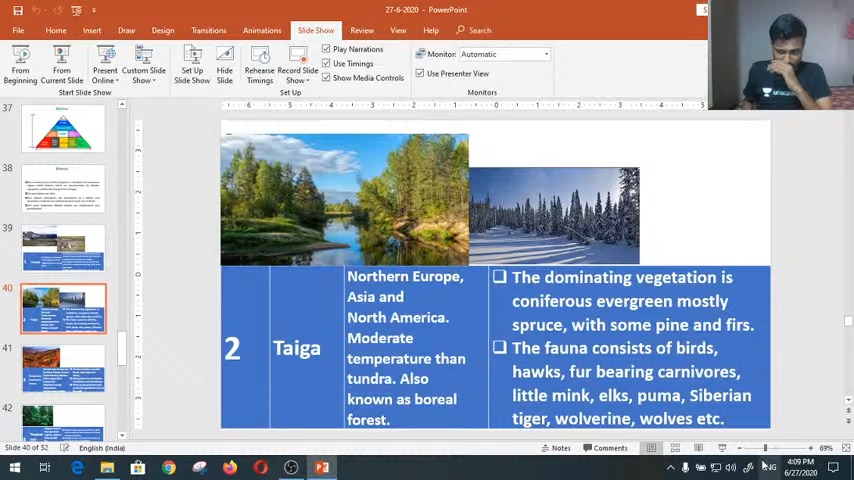 27-6-2020 - PowerPoint
File Home Insert Draw Design Transitions Animations Slide Show Review View Help Search
From Beginning
From Current Slide
Present Online
Custom Slide Show
Set Up Slide Show
Hide Slide
Rehearse Timings
Record Slide Show
Play Narrations
Use Timings
Show Media Controls
Monitor: Automatic
Use Presenter View
Start Slide Show
Set Up
Monitors
37
38
39
40
41
42
2
Taiga
Northern Europe,
Asia and
North America.
Moderate
temperature than
tundra. Also
known as boreal
forest.
The dominating vegetation is
coniferous evergreen mostly
spruce, with some pine and firs.
The fauna consists of birds,
hawks, fur bearing carnivores,
little mink, elks, puma, Siberian
tiger, wolverine, wolves etc.
Slide 40 of 52 English (India) Notes Comments 69%
4:09 PM
6/27/2020